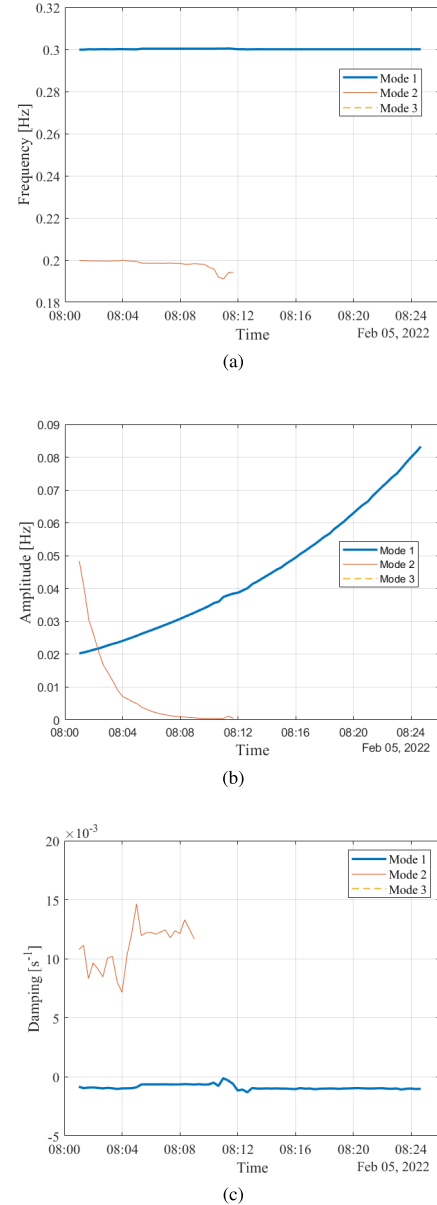 (a)
Frequency [Hz]
0.3
0.28
0.26
0.24
0.22
0.2
0.18
Mode 1
Mode 2
Mode 3
08:00 08:04 08:08 08:12 08:16 08:20 08:24
Time
Feb 05, 2022
(a)
Amplitude [Hz]
0.09
0.08
0.07
0.06
0.05
0.04
0.03
0.02
0.01
0
Mode 1
Mode 2
Mode 3
08:00 08:04 08:08 08:12 08:16 08:20 08:24
Time
Feb 05, 2022
(b)
×10-3
Damping [s-1]
20
15
10
5
0
-5
Mode 1
Mode 2
Mode 3
08:00 08:04 08:08 08:12 08:16 08:20 08:24
Time
Feb 05, 2022
(c)